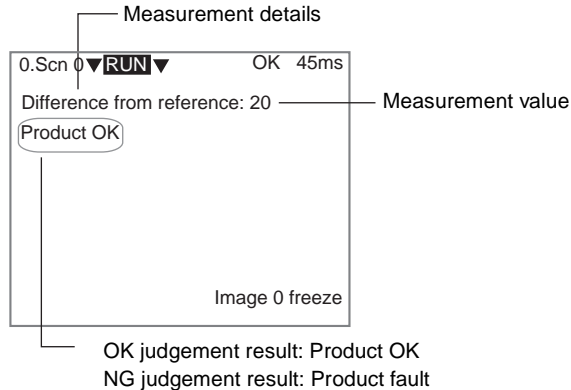 Measurement details
0.Scn 0▼RUN▼ OK 45ms
Difference from reference: 20
Measurement value
Product OK
Image 0 freeze
OK judgement result: Product OK
NG judgement result: Product fault